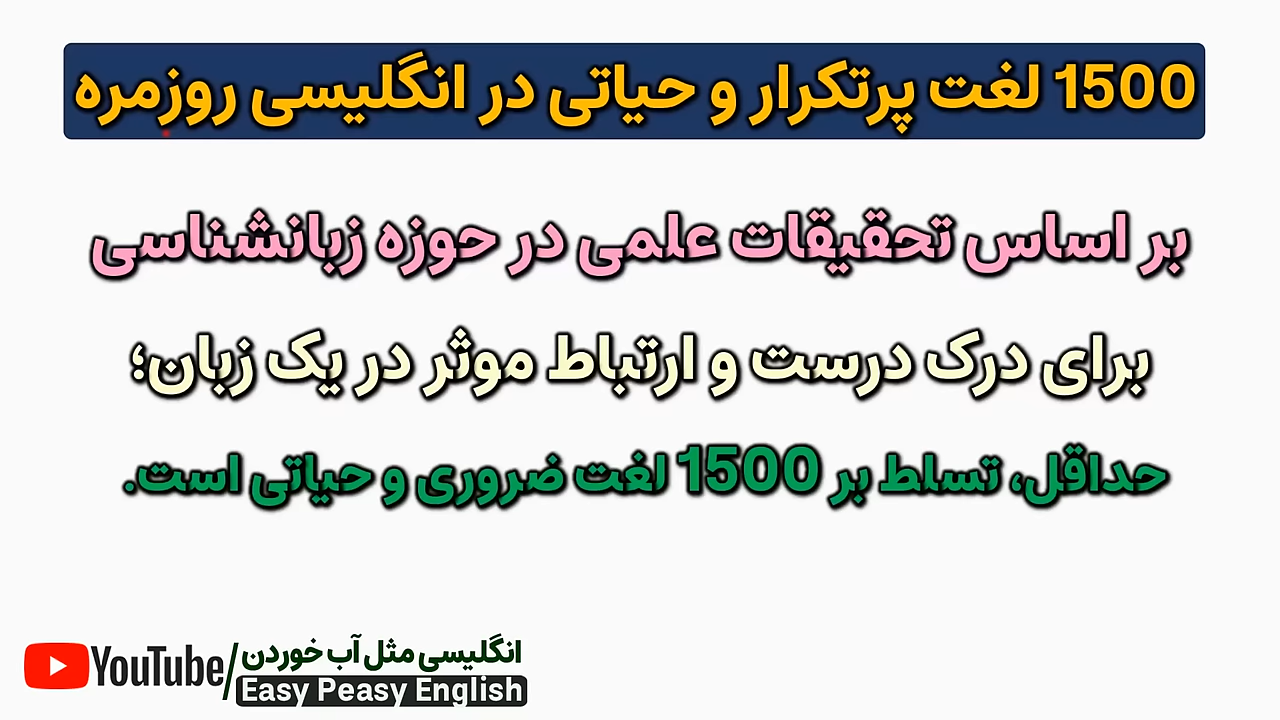 1500 لغت پرتکرار و حیاتی در انگلیسی روزمره
بر اساس تحقیقات علمی در حوزه زبانشناسی
برای درک درست و ارتباط موثر در یک زبان؛
حداقل، تسلط بر 1500 لغت ضروری و حیاتی است.
YouTube/انگلیسی مثل آب خوردن
Easy Peasy English